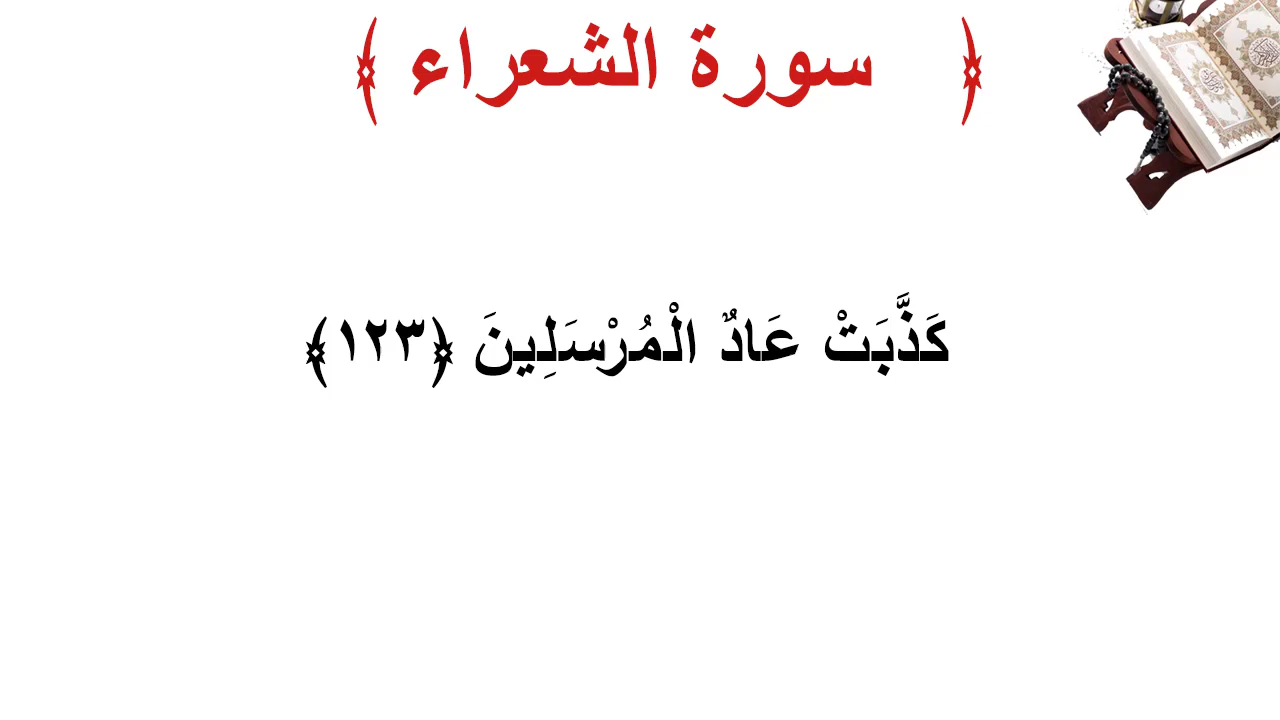 ﴿ سورة الشعراء ﴾
كَذَّبَتْ عَادٌ الْمُرْسَلِينَ ﴿١٢٣﴾